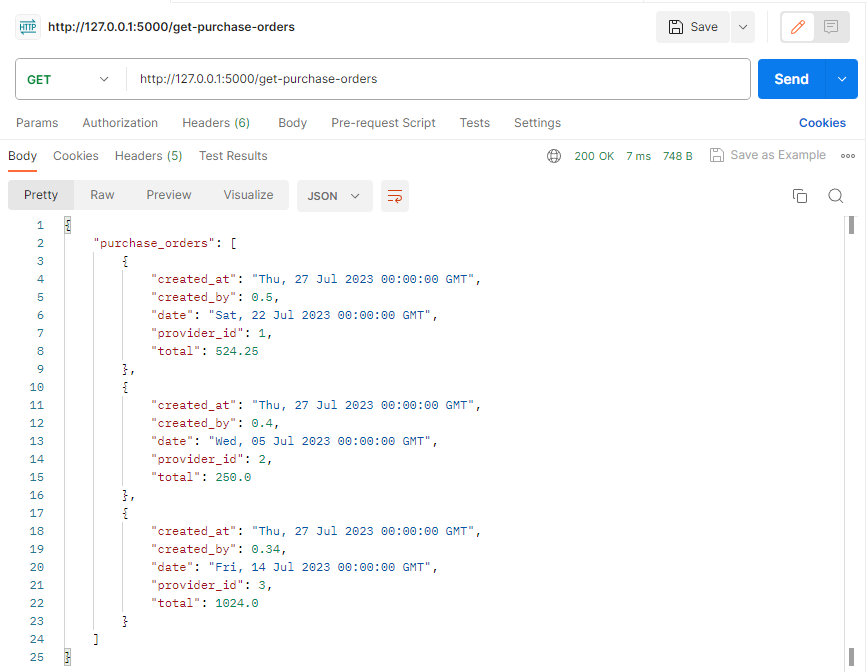 HTTP http://127.0.0.1:5000/get-purchase-orders Save
GET http://127.0.0.1:5000/get-purchase-orders Send
Params Authorization Headers (6) Body Pre-request Script Tests Settings Cookies
Body Cookies Headers (5) Test Results 200 OK 7 ms 748 B Save as Example
Pretty Raw Preview Visualize JSON
1 {
2 "purchase_orders": [
3 {
4 "created_at": "Thu, 27 Jul 2023 00:00:00 GMT",
5 "created_by": 0.5,
6 "date": "Sat, 22 Jul 2023 00:00:00 GMT",
7 "provider_id": 1,
8 "total": 524.25
9 },
10 {
11 "created_at": "Thu, 27 Jul 2023 00:00:00 GMT",
12 "created_by": 0.4,
13 "date": "Wed, 05 Jul 2023 00:00:00 GMT",
14 "provider_id": 2,
15 "total": 250.0
16 },
17 {
18 "created_at": "Thu, 27 Jul 2023 00:00:00 GMT",
19 "created_by": 0.34,
20 "date": "Fri, 14 Jul 2023 00:00:00 GMT",
21 "provider_id": 3,
22 "total": 1024.0
23 }
24 ]
25 }